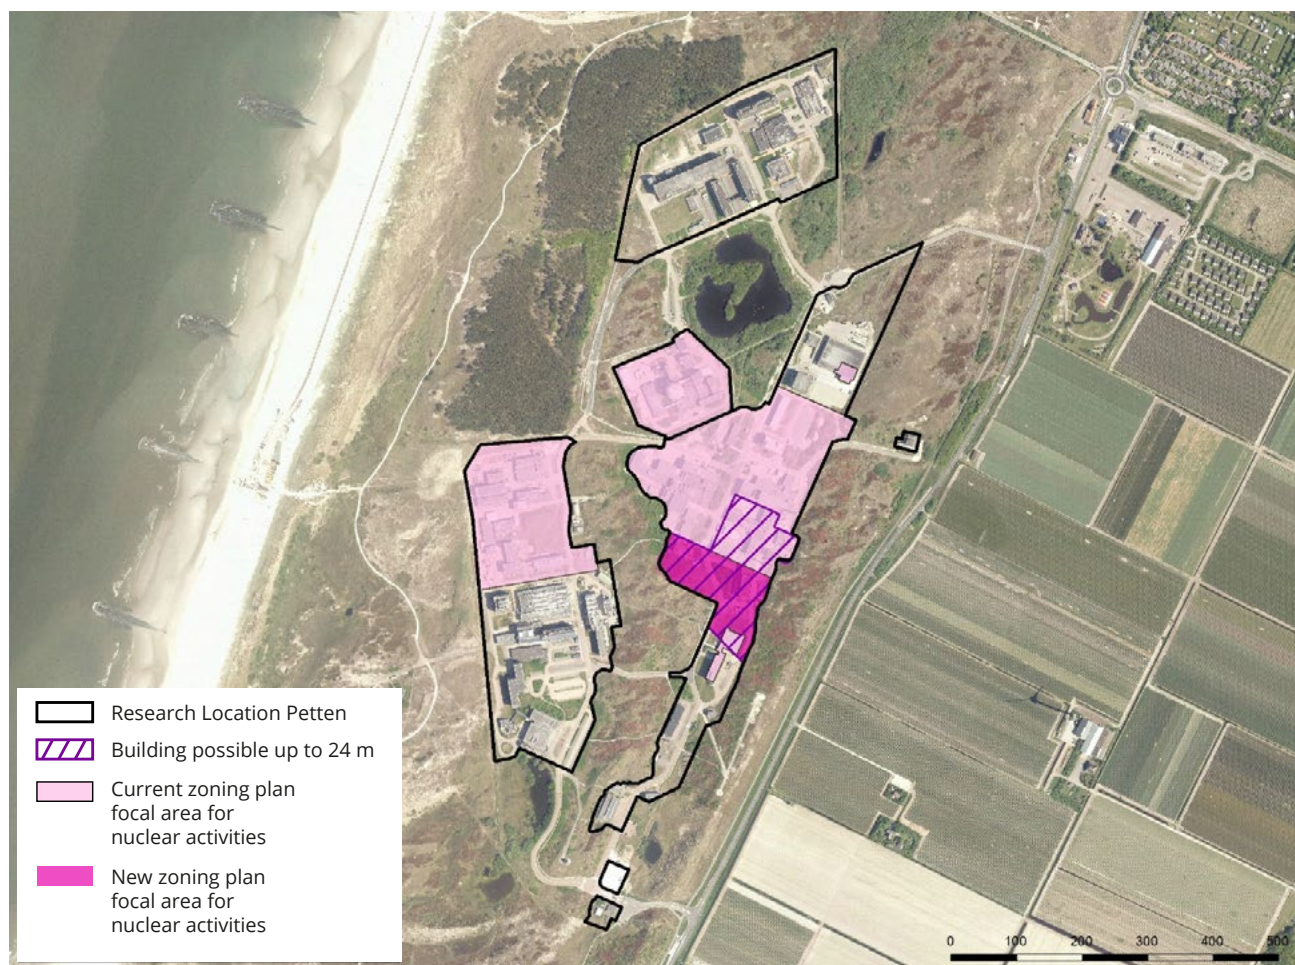 Research Location Petten
Building possible up to 24 m
Current zoning plan
focal area for
nuclear activities
New zoning plan
focal area for
nuclear activities
0 100 200 300 400 500